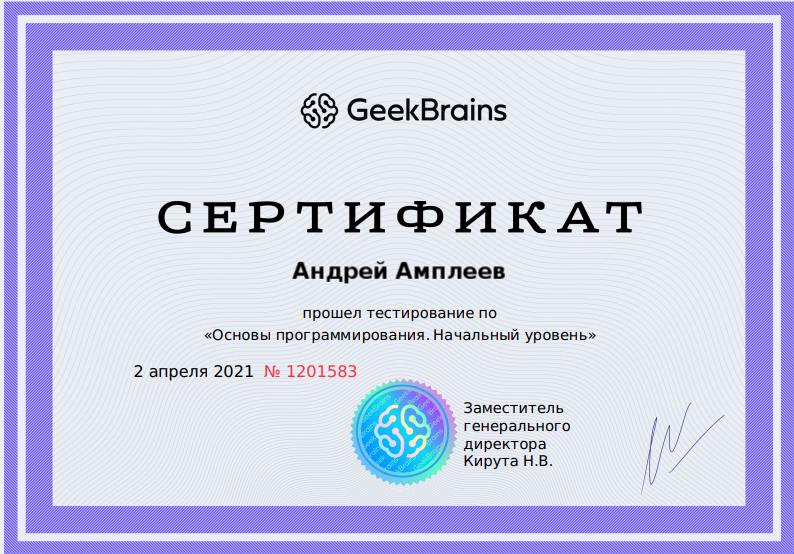 GeekBrains
СЕРТИФИКАТ
Андрей Амплеев
прошел тестирование по
«Основы программирования. Начальный уровень»
2 апреля 2021 № 1201583
Заместитель
генерального
директора
Кирута Н.В.